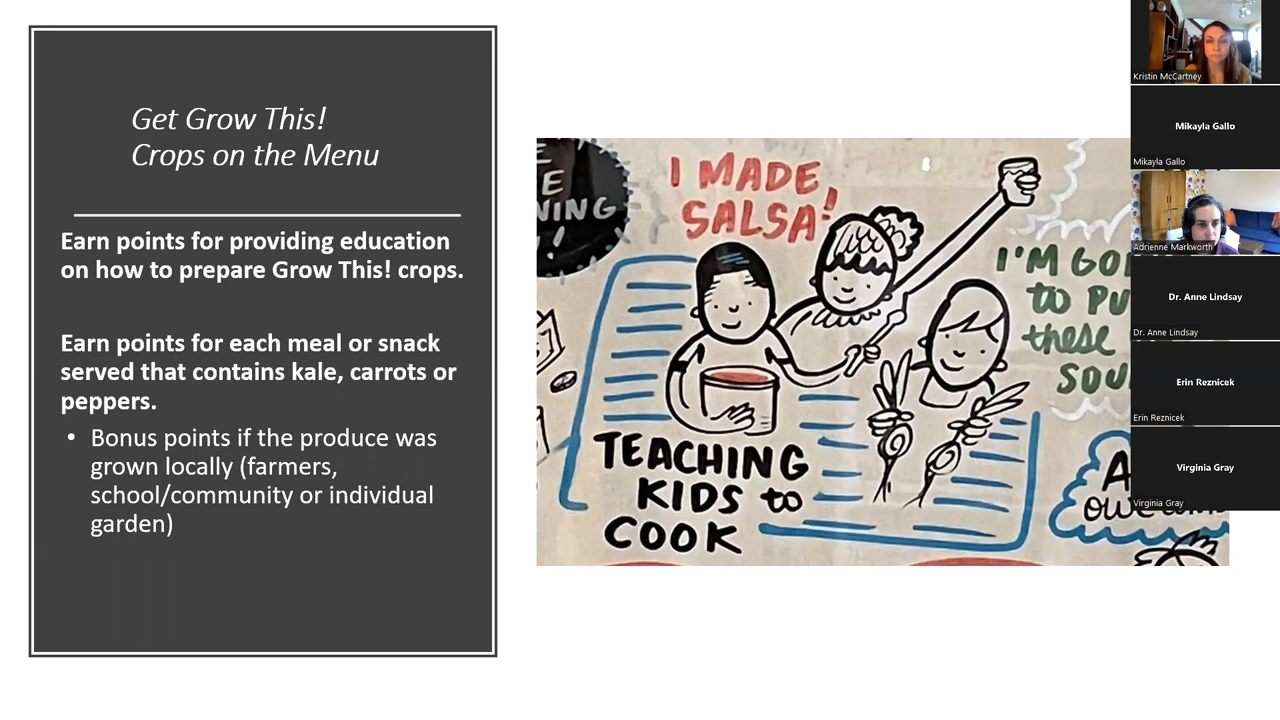 Get Grow This!
Crops on the Menu
Earn points for providing education
on how to prepare Grow This! crops.
Earn points for each meal or snack
served that contains kale, carrots or
peppers.
• Bonus points if the produce was
grown locally (farmers,
school/community or individual
garden)
I MADE,
SALSA!
I'M
to
these
TEACHING
KIDS to
COOK
Kristin McCartney
Mikayla Gallo
Mikayla Gallo
Adrienne Markworth
Dr. Anne Lindsay
Dr. Anne Lindsay
Erin Reznicek
Erin Reznicek
Virginia Gray
Virginia Gray